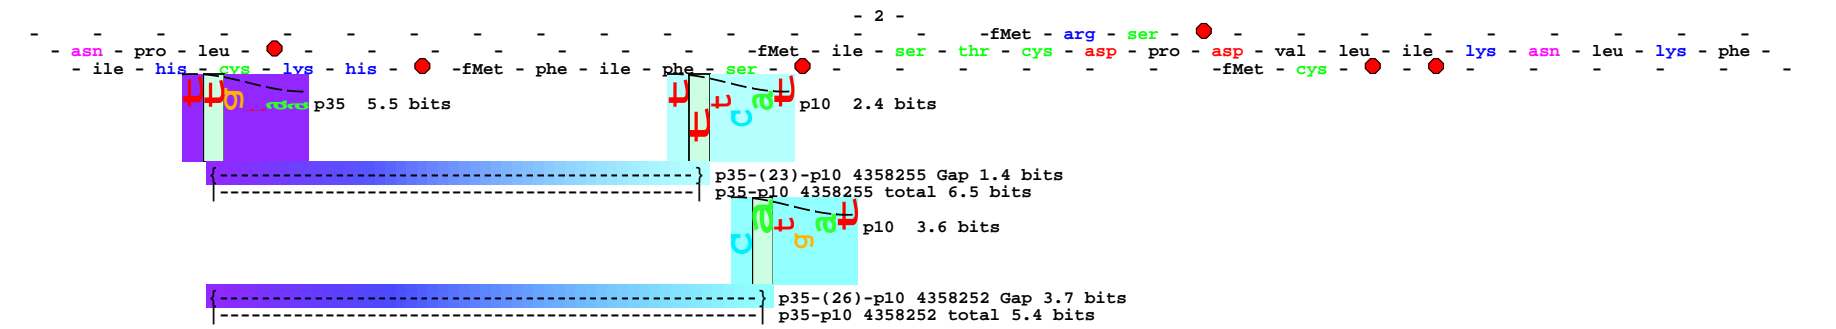 - 2 -
- - - - - - - - - - - - - - - -fMet - arg - ser - - - - - - - - - -
- asn - pro - leu - - - - - - - - -fMet - ile - ser - thr - cys - asp - pro - asp - val - leu - ile - lys - asn - leu - lys - phe -
- ile - his - cys - lys - his - -fMet - phe - ile - phe - ser - - - - - - - -fMet - cys - - - - - - - -
t t g t a a p35 5.5 bits t t t c a t p10 2.4 bits
{--------------------------------------------} p35-(23)-p10 4358255 Gap 1.4 bits
|--------------------------------------------| p35-p10 4358255 total 6.5 bits
c a t g a t p10 3.6 bits
{--------------------------------------------------} p35-(26)-p10 4358252 Gap 3.7 bits
|--------------------------------------------------| p35-p10 4358252 total 5.4 bits